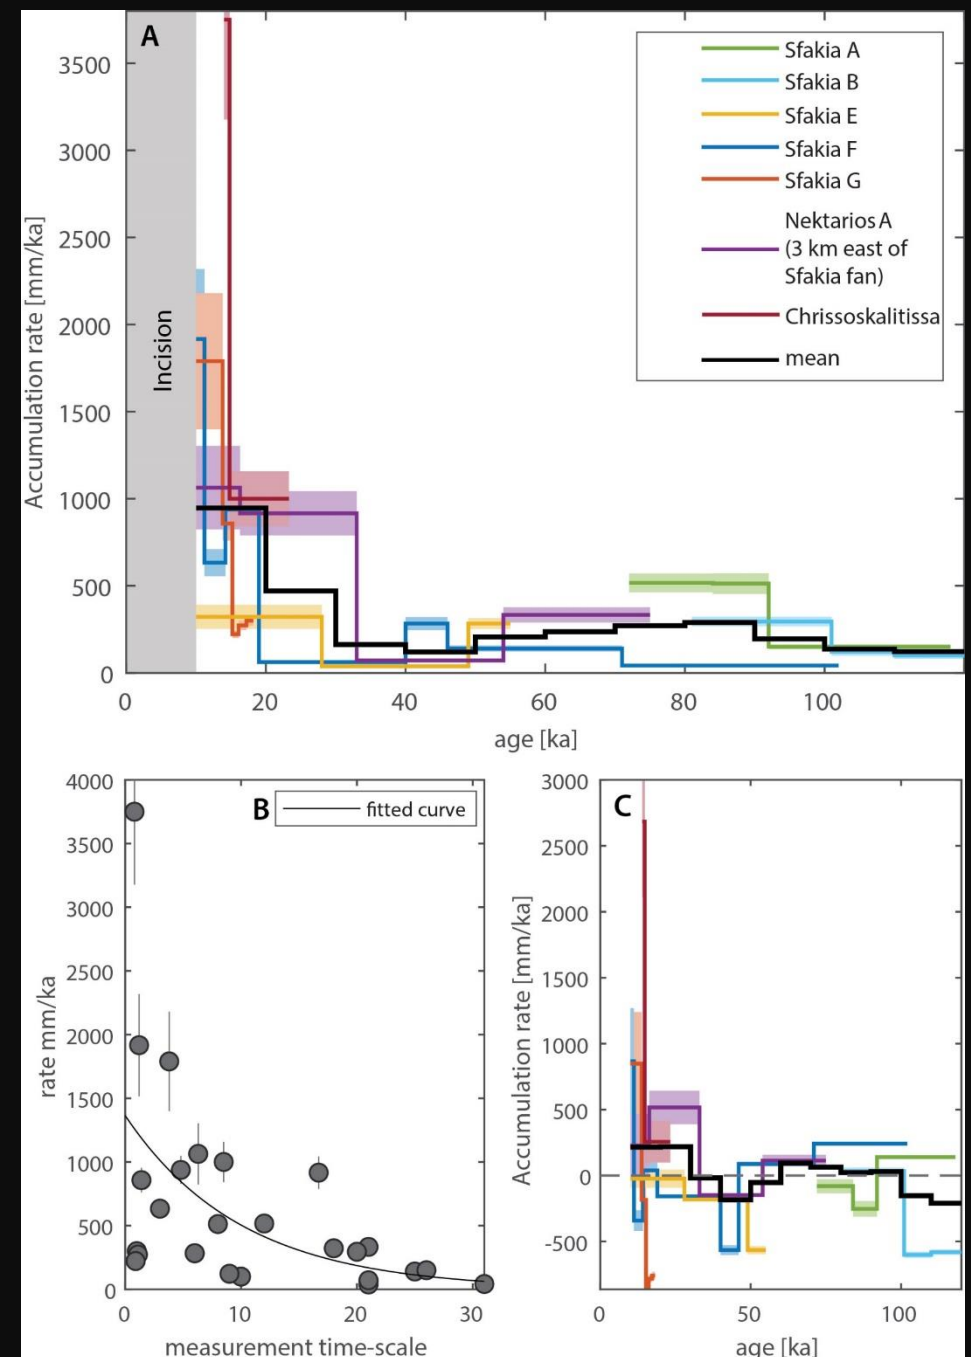 A
Accumulation rate [mm/ka]
3500
3000
2500
2000
1500
1000
500
0
Incision
Sfakia A
Sfakia B
Sfakia E
Sfakia F
Sfakia G
Nektarios A
(3 km east of
Sfakia fan)
Chrissoskalitissa
mean
0 20 40 60 80 100
age [ka]
B
fitted curve
rate mm/ka
4000
3500
3000
2500
2000
1500
1000
500
0
0 10 20 30
measurement time-scale
C
Accumulation rate [mm/ka]
3000
2500
2000
1500
1000
500
0
-500
0 50 100
age [ka]